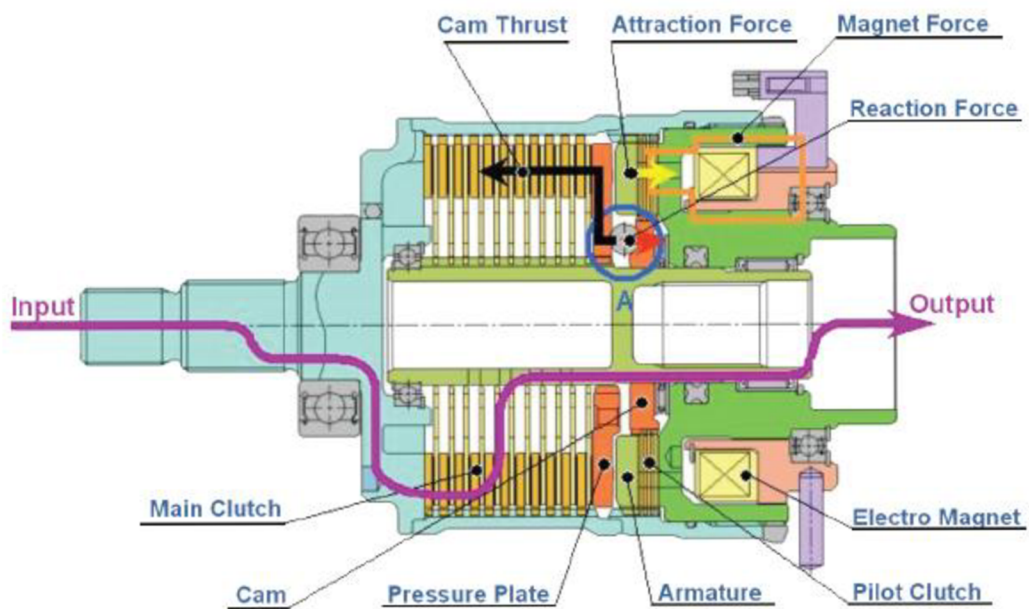 Cam Thrust
Attraction Force
Magnet Force
Reaction Force
A
Input
Output
Main Clutch
Electro Magnet
Cam
Pressure Plate
Armature
Pilot Clutch